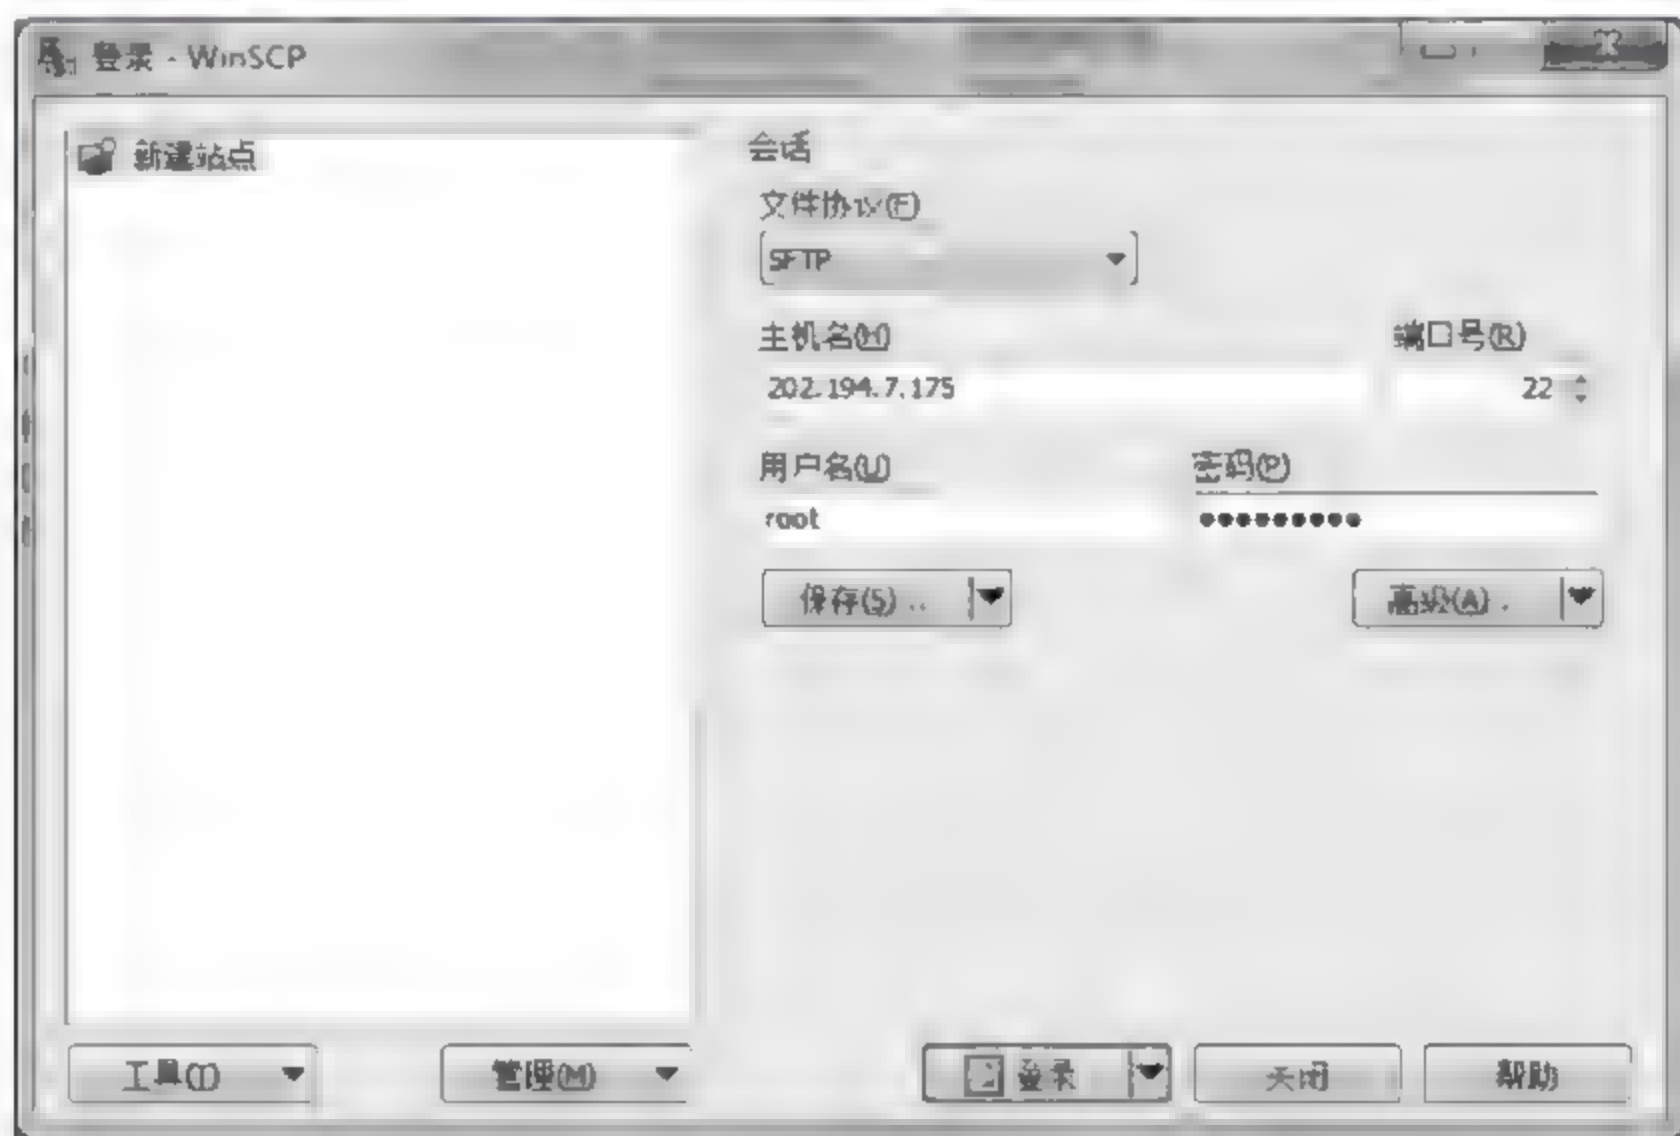 登录 - WinSCP
新建站点
会话
文件协议(F)
SFTP
主机名(H) 端口号(R)
202.194.7.175 22
用户名(U) 密码(P)
root ●●●●●●●●●
保存(S) .. 高级(A) .
工具(T) 管理(M) 登录 关闭 帮助